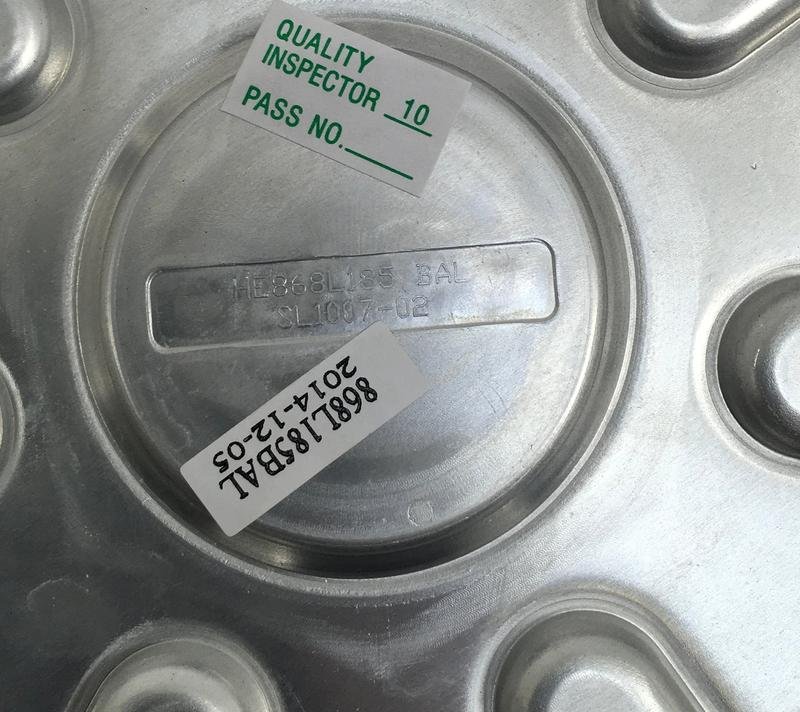 QUALITY
INSPECTOR 10
PASS NO.
HE868L185 BAL
SL1007-02
868L185BAL
2014-12-05